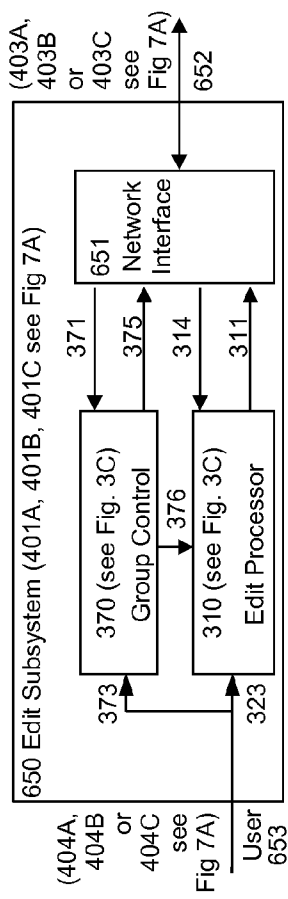 650 Edit Subsystem (401A, 401B, 401C see Fig 7A)
(404A,
404B
or
404C
see
Fig 7A)
User
653
373
323
370 (see Fig. 3C)
Group Control
376
310 (see Fig. 3C)
Edit Processor
371
375
314
311
651
Network
Interface
(403A,
403B
or
403C
see
Fig 7A)
652